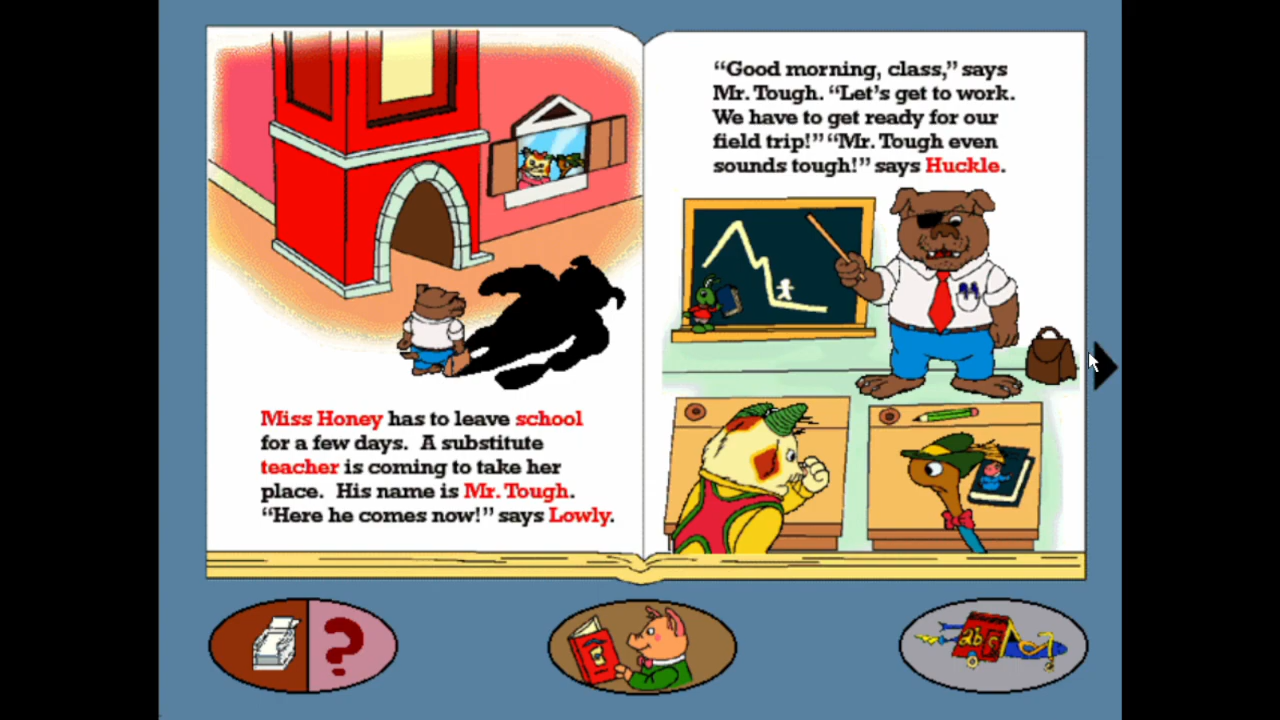 Miss Honey has to leave school
for a few days. A substitute
teacher is coming to take her
place. His name is Mr. Tough.
“Here he comes now!” says Lowly.
“Good morning, class,” says
Mr. Tough. “Let’s get to work.
We have to get ready for our
field trip!” “Mr. Tough even
sounds tough!” says Huckle.
?
abc